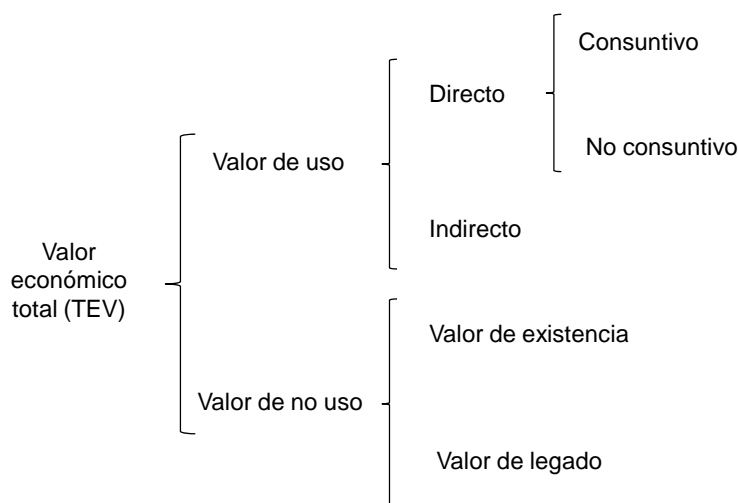 Consuntivo
Directo
No consuntivo
Valor de uso
Indirecto
Valor
económico
total (TEV)
Valor de existencia
Valor de no uso
Valor de legado